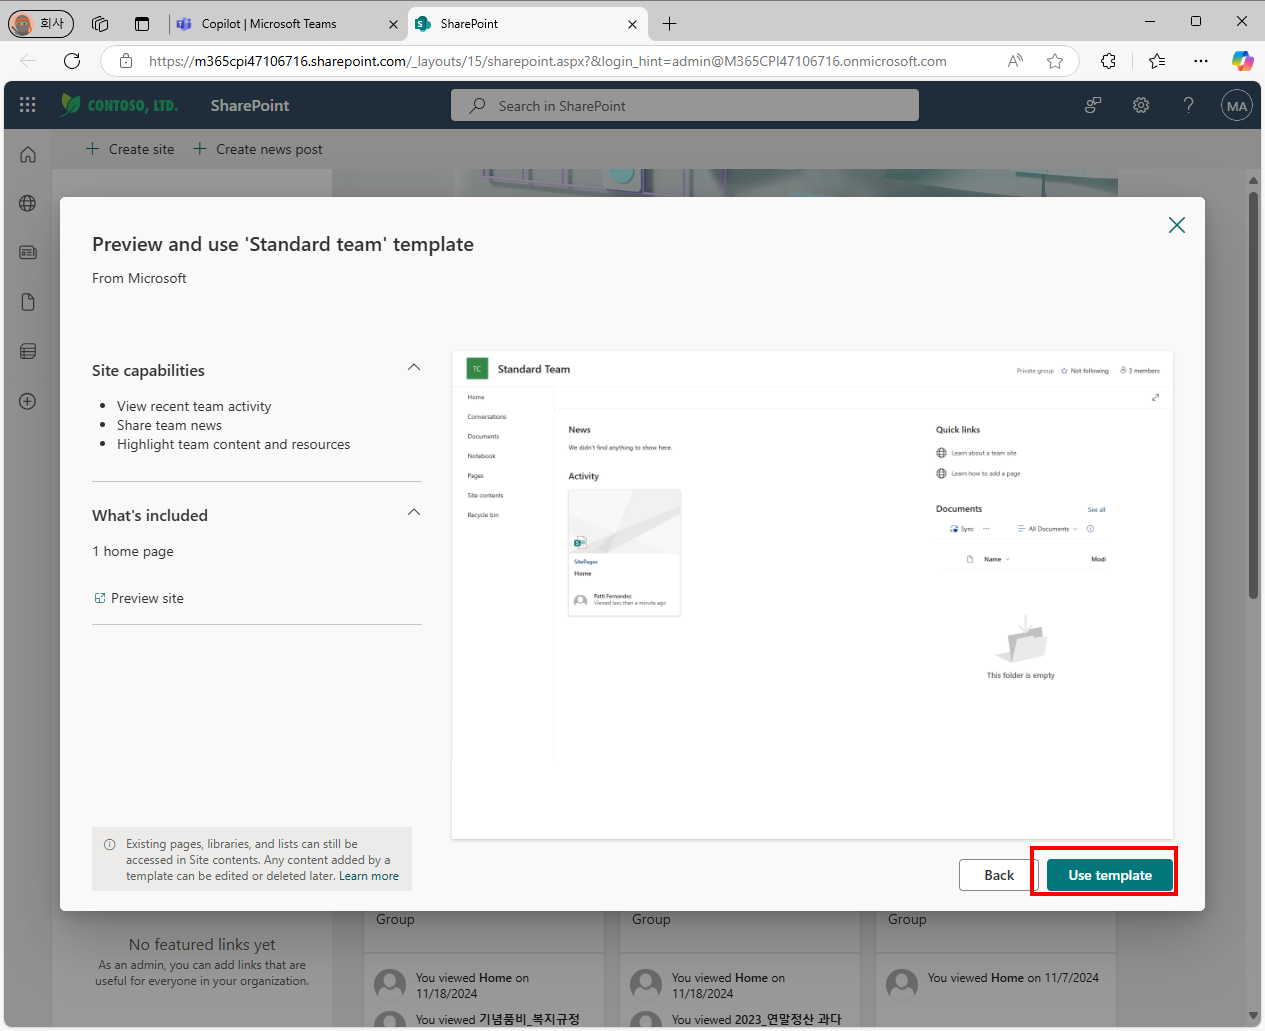 회사
Copilot | Microsoft Teams
SharePoint
https://m365cpi47106716.sharepoint.com/_layouts/15/sharepoint.aspx?&login_hint=admin@M365CPI47106716.onmicrosoft.com
CONTOSO, LTD.
SharePoint
Search in SharePoint
MA
Create site
Create news post
Preview and use 'Standard team' template
From Microsoft
Site capabilities
• View recent team activity
• Share team news
• Highlight team content and resources
What's included
1 home page
Preview site
Existing pages, libraries, and lists can still be
accessed in Site contents. Any content added by a
template can be edited or deleted later. Learn more
TC
Standard Team
Private group
Not following
3 members
Home
Conversations
Documents
Notebook
Pages
Site contents
Recycle bin
News
We didn't find anything to show here.
Activity
SitePages
Home
Patti Fernandez
Viewed less than a minute ago
Quick links
Learn about a team site
Learn how to add a page
Documents
See all
Sync
All Documents
Name
Modi
This folder is empty
Back
Use template
Group
Group
Group
No featured links yet
As an admin, you can add links that are
useful for everyone in your organization.
You viewed Home on
11/18/2024
You viewed 기념품비_복지규정
You viewed Home on
11/18/2024
You viewed 2023_연말정산 과다
You viewed Home on 11/7/2024